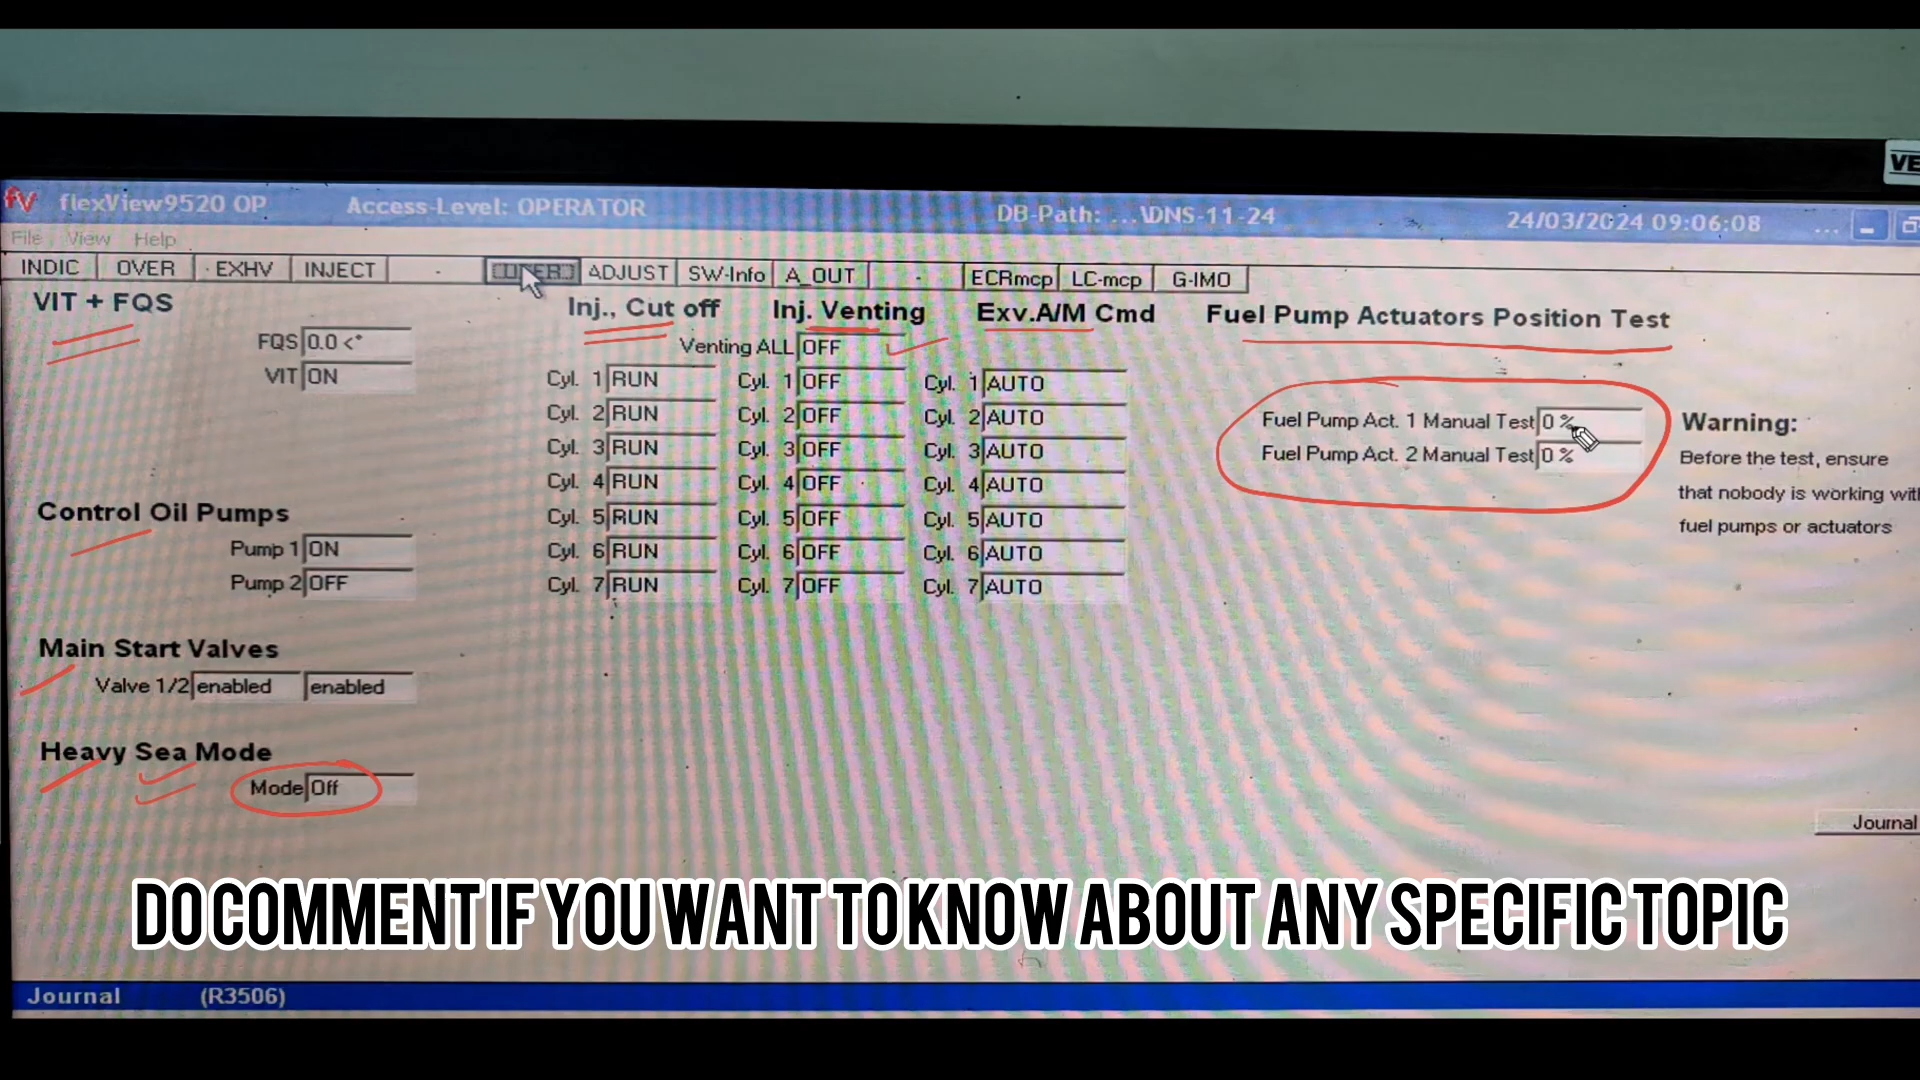 VE
flexView9520 OP Access-Level: OPERATOR DB-Path: ...\DNS-11-24 24/03/2024 09:06:08 ...
File View Help
INDIC OVER EXHV INJECT USER ADJUST SW-Info A_OUT ECRmcp LC-mcp G-IMO
VIT + FQS
FQS 0.0 <°
VIT ON
Control Oil Pumps
Pump 1 ON
Pump 2 OFF
Main Start Valves
Valve 1/2 enabled enabled
Heavy Sea Mode
Mode Off
Inj., Cut off
Cyl. 1 RUN
Cyl. 2 RUN
Cyl. 3 RUN
Cyl. 4 RUN
Cyl. 5 RUN
Cyl. 6 RUN
Cyl. 7 RUN
Inj. Venting
Venting ALL OFF
Cyl. 1 OFF
Cyl. 2 OFF
Cyl. 3 OFF
Cyl. 4 OFF
Cyl. 5 OFF
Cyl. 6 OFF
Cyl. 7 OFF
Exv.A/M Cmd
Cyl. 1 AUTO
Cyl. 2 AUTO
Cyl. 3 AUTO
Cyl. 4 AUTO
Cyl. 5 AUTO
Cyl. 6 AUTO
Cyl. 7 AUTO
Fuel Pump Actuators Position Test
Fuel Pump Act. 1 Manual Test 0 %
Fuel Pump Act. 2 Manual Test 0 %
Warning:
Before the test, ensure
that nobody is working with
fuel pumps or actuators
Journal
DO COMMENT IF YOU WANT TO KNOW ABOUT ANY SPECIFIC TOPIC
Journal (R3506)